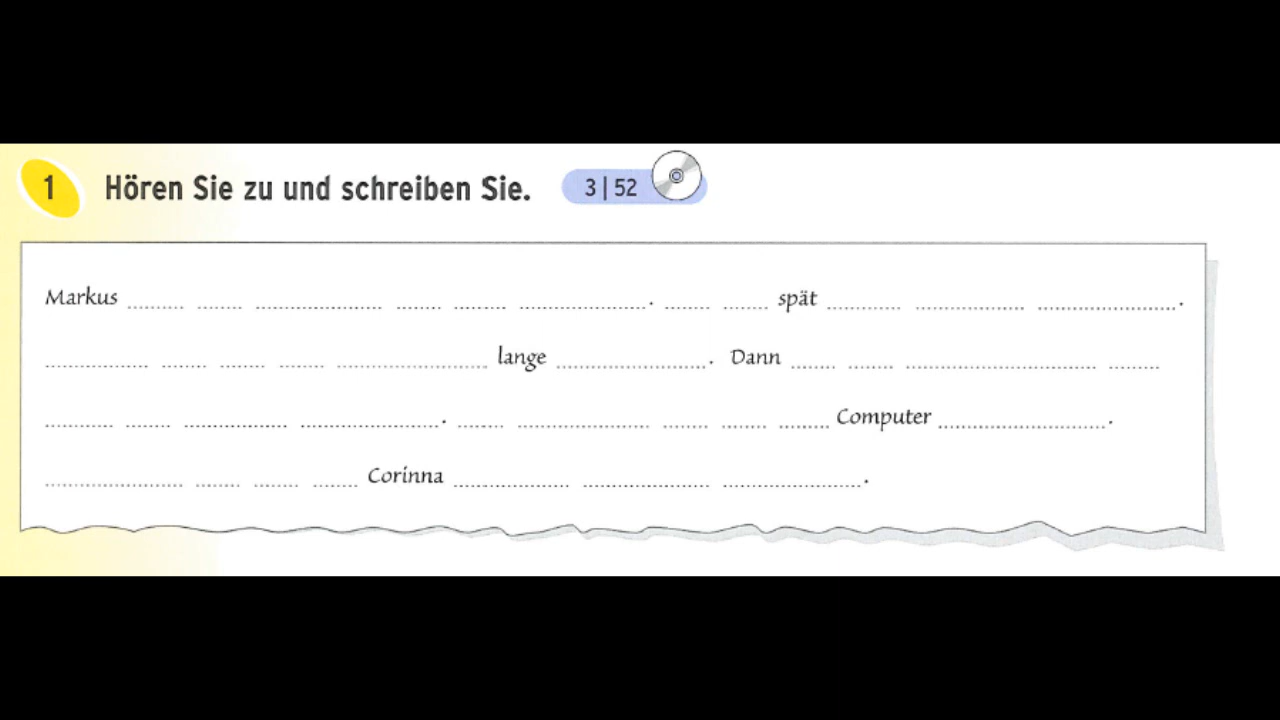 1 Hören Sie zu und schreiben Sie. 3|52
Markus ........ ...... ...................... ...... ................ ................... . ...... ...... spät .......... ............... .................... .
............... ...... ...... ...... ...................... lange ...................... . Dann ...... ...... ........................... .......
.......... ...... ............... .................... . ...... ................... ...... ...... ....... Computer ........................ .
.................... ...... ...... ...... Corinna ................ .................. .................... .